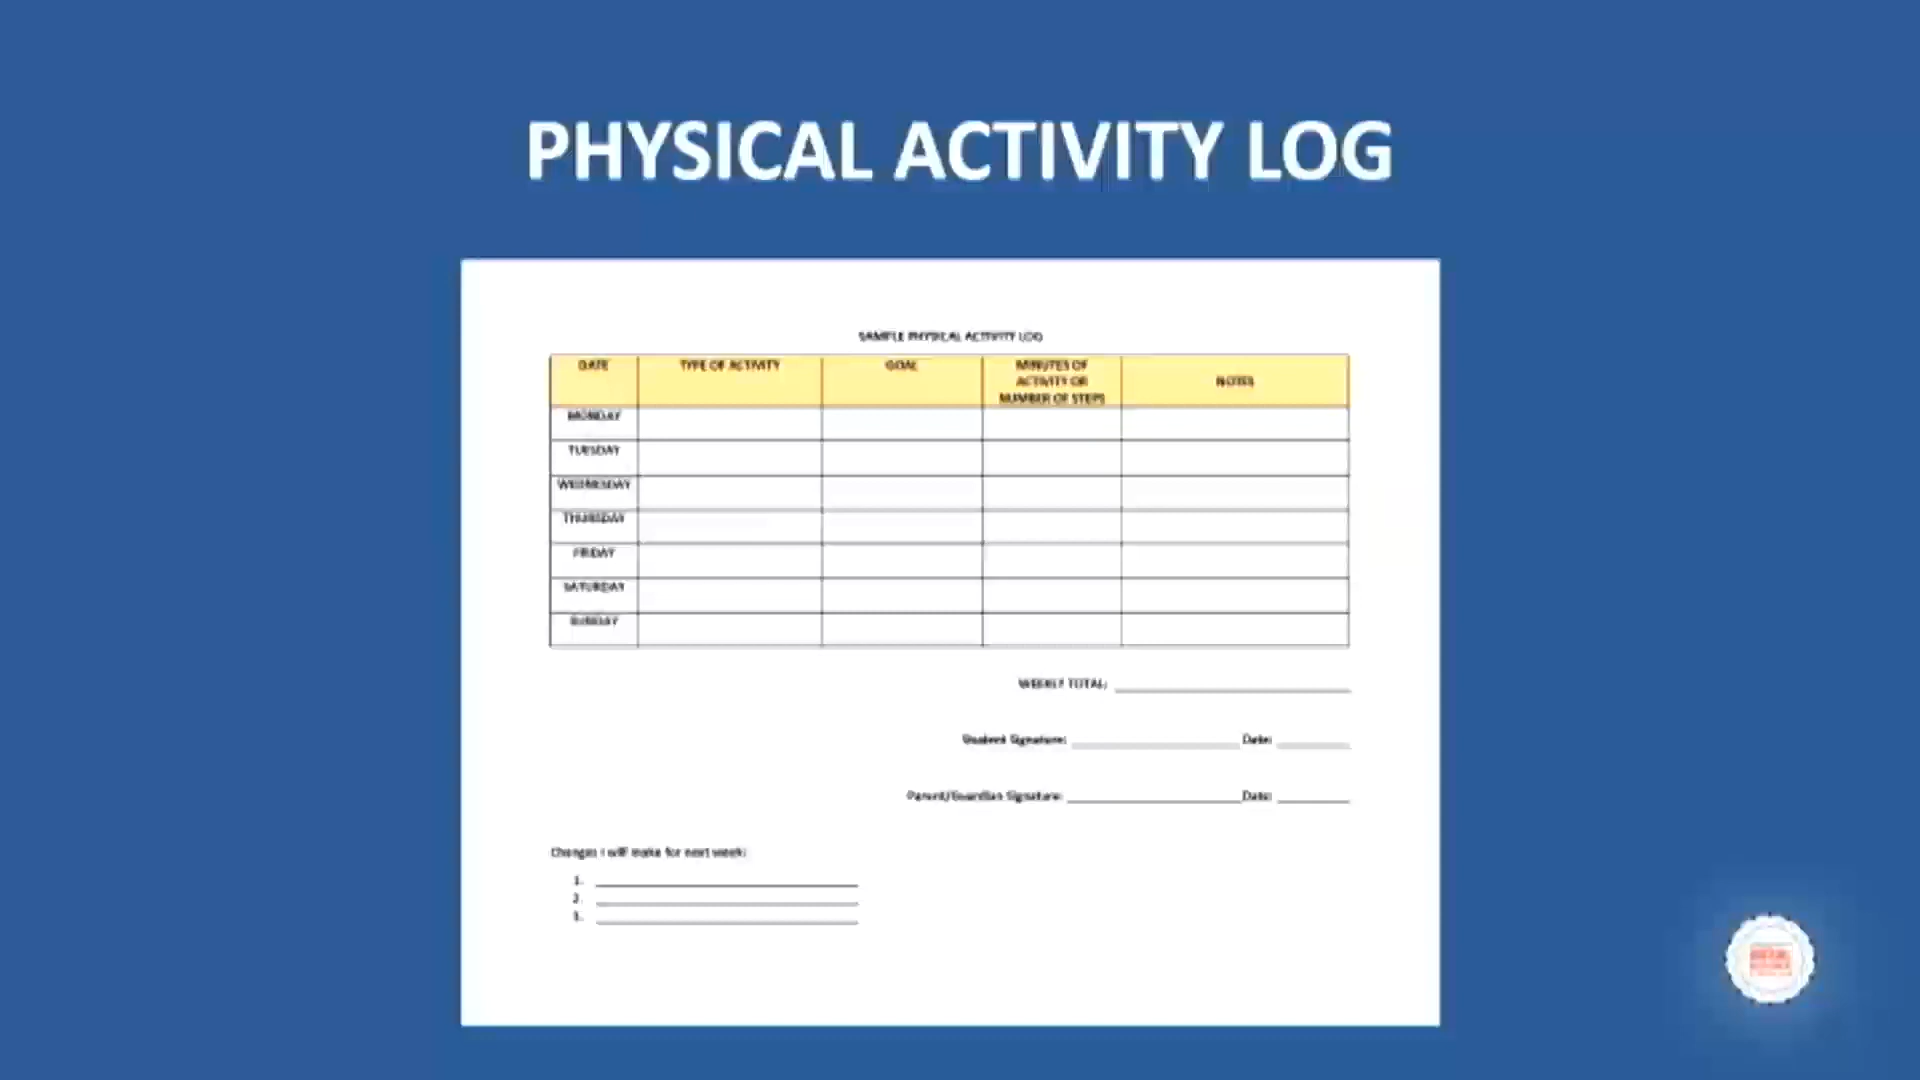 PHYSICAL ACTIVITY LOG
SAMPLE PHYSICAL ACTIVITY LOG
DATE TYPE OF ACTIVITY GOAL MINUTES OF ACTIVITY OR NUMBER OF STEPS NOTES
MONDAY
TUESDAY
WEDNESDAY
THURSDAY
FRIDAY
SATURDAY
SUNDAY
WEEKLY TOTAL:
Student Signature: Date:
Parent/Guardian Signature: Date:
Changes I will make for next week:
1.
2.
3.